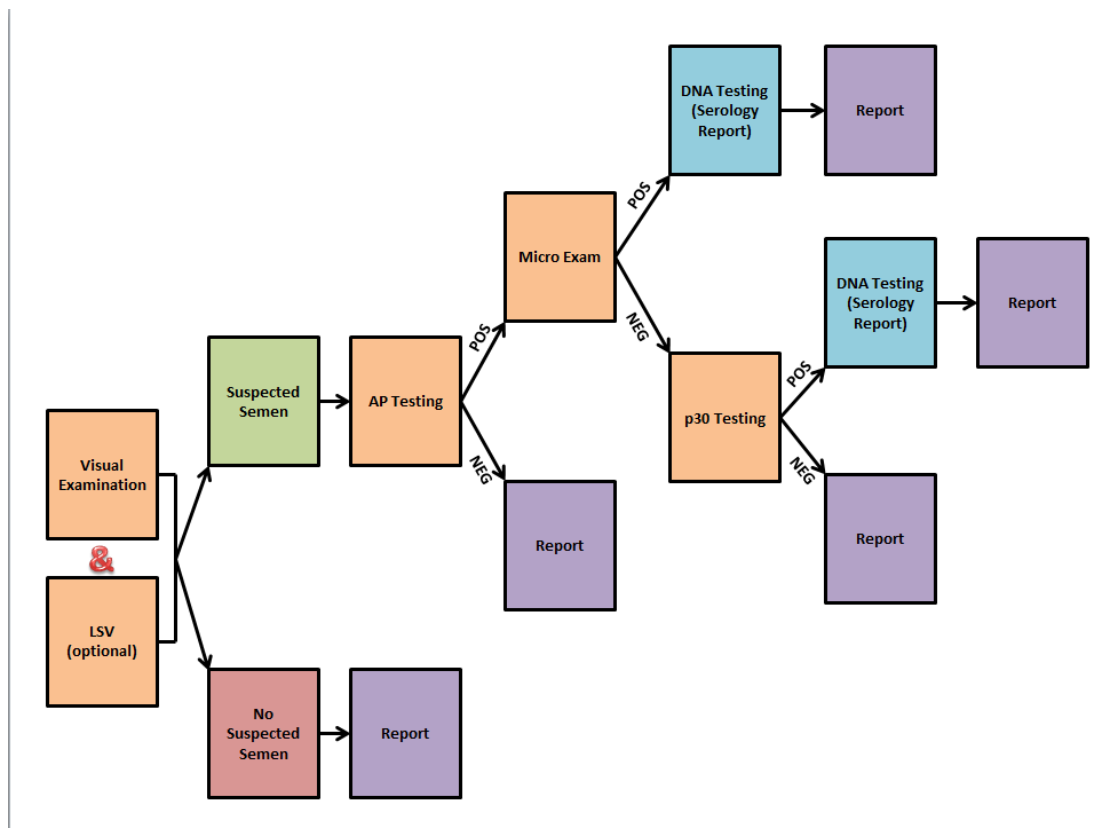 Visual
Examination
&
LSV
(optional)
Suspected
Semen
No
Suspected
Semen
Report
AP Testing
POS
NEG
Report
Micro Exam
POS
NEG
DNA Testing
(Serology
Report)
Report
p30 Testing
POS
NEG
DNA Testing
(Serology
Report)
Report
Report